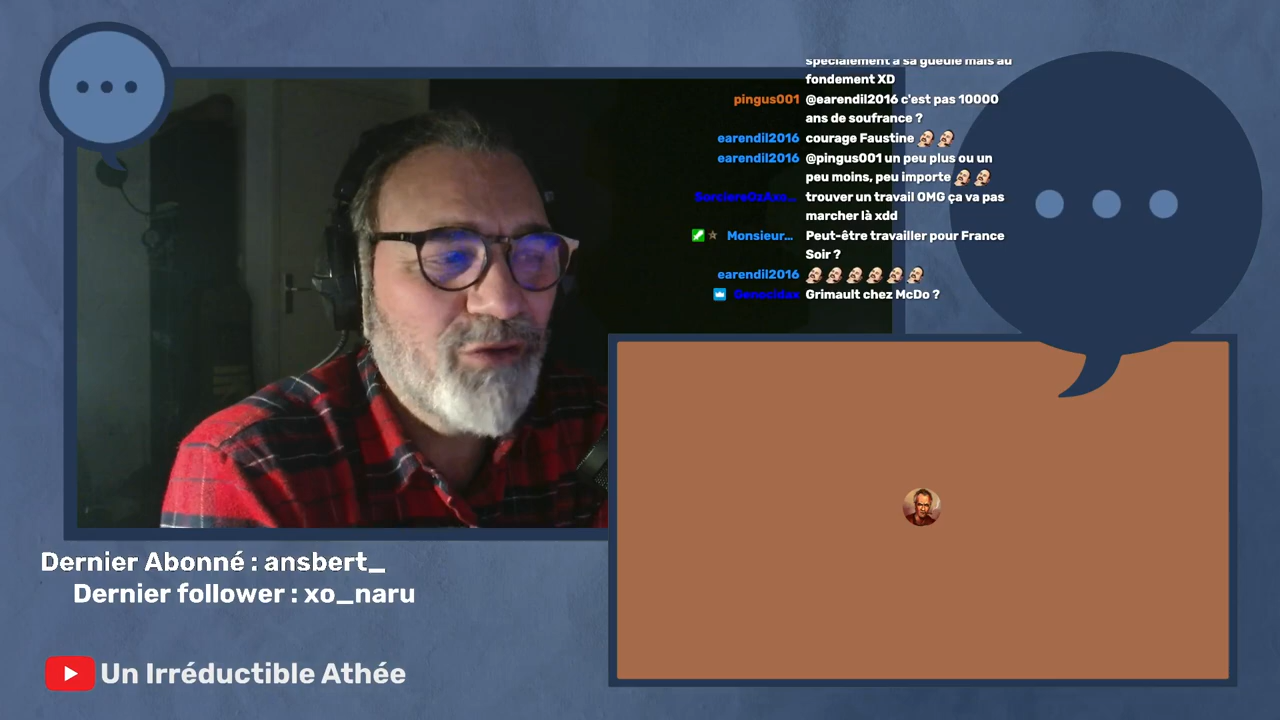 spécialement à sa gueule mais au
fondement XD
pingus001 @earendil2016 c'est pas 10000
ans de soufrance ?
earendil2016 courage Faustine
earendil2016 @pingus001 un peu plus ou un
peu moins, peu importe
SorciereOzAxo... trouver un travail OMG ça va pas
marcher là xdd
Monsieur... Peut-être travailler pour France
Soir ?
earendil2016
Genocidax Grimault chez McDo ?
Dernier Abonné : ansbert_
Dernier follower : xo_naru
Un Irréductible Athée